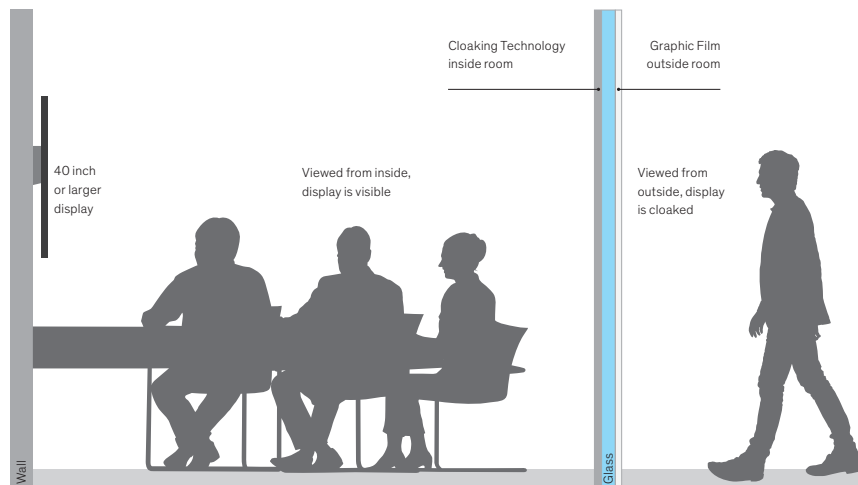 Cloaking Technology
inside room
Graphic Film
outside room
40 inch
or larger
display
Viewed from inside,
display is visible
Viewed from
outside, display
is cloaked
Wall
Glass